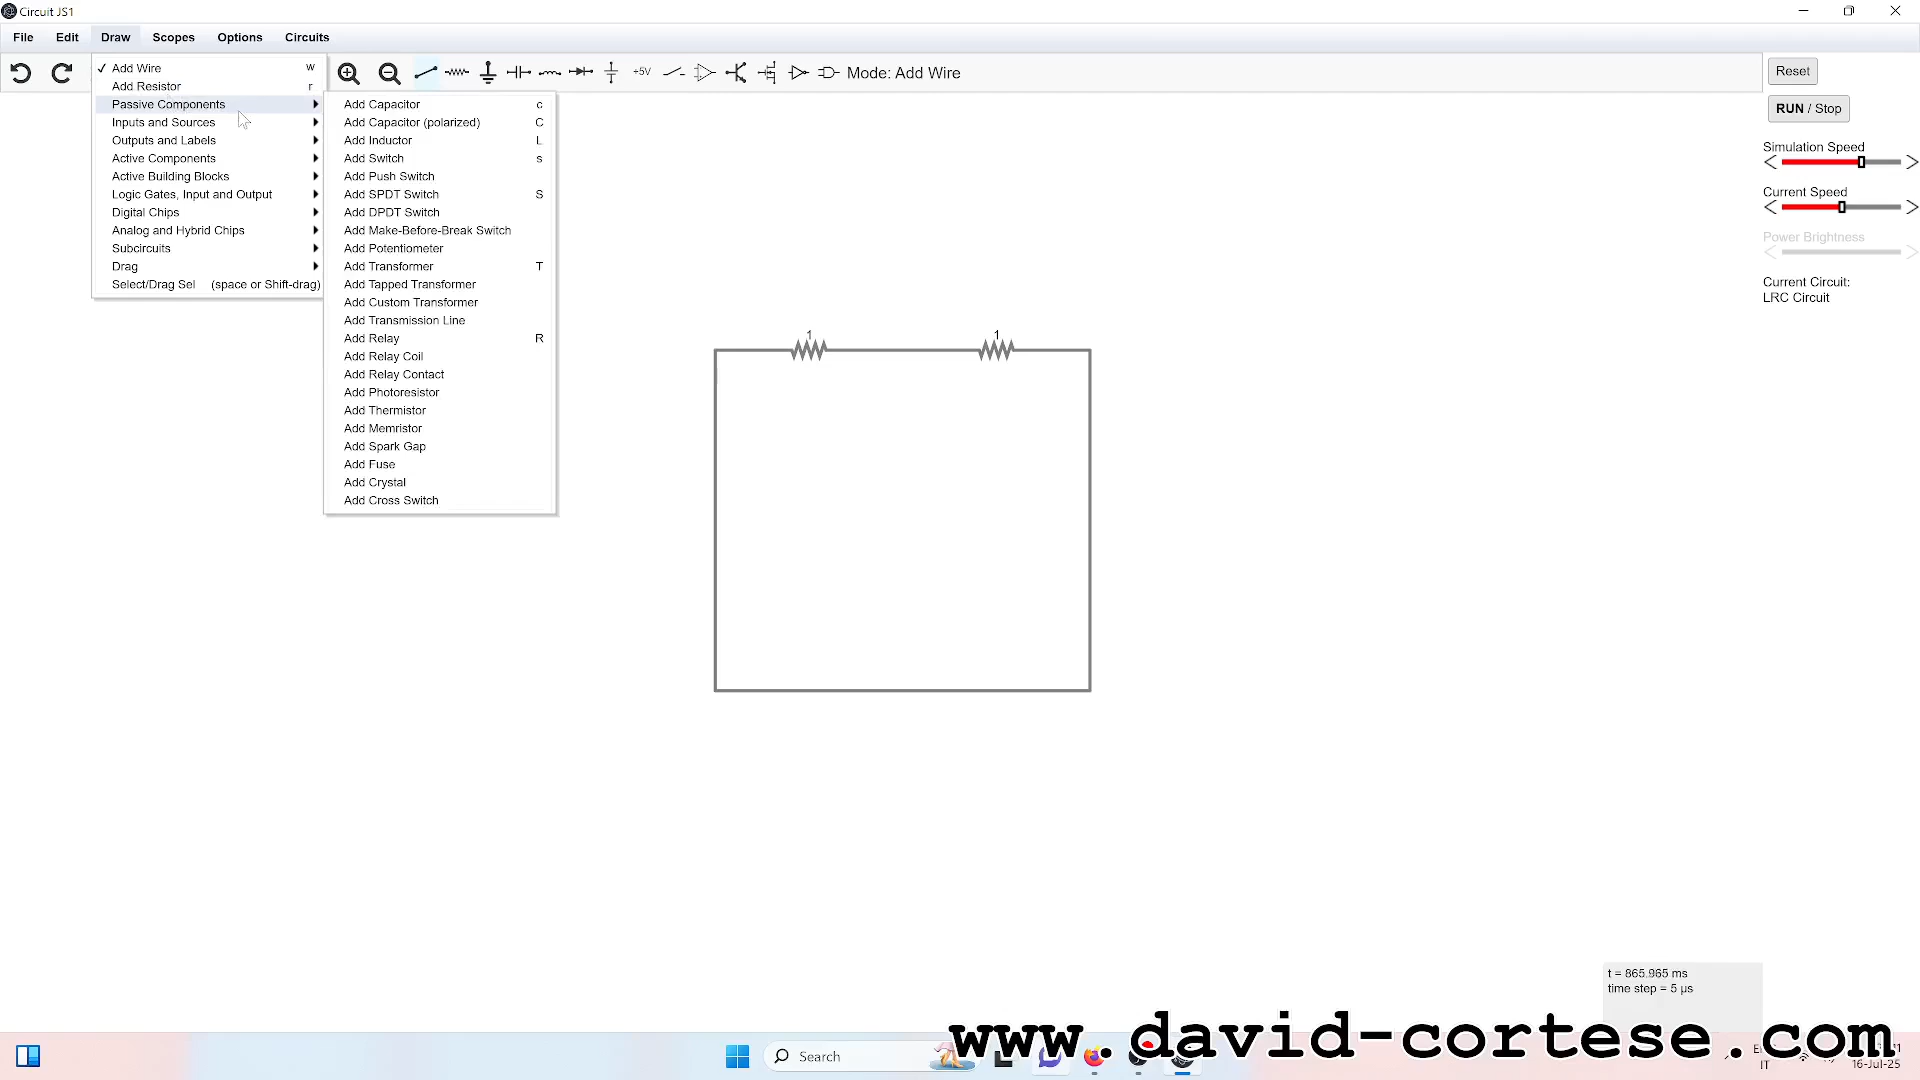 Circuit JS1
File Edit Draw Scopes Options Circuits
+5V Mode: Add Wire
Reset
RUN / Stop
Simulation Speed
Current Speed
Power Brightness
Current Circuit:
LRC Circuit
✓ Add Wire w
Add Resistor r
Passive Components
Inputs and Sources
Outputs and Labels
Active Components
Active Building Blocks
Logic Gates, Input and Output
Digital Chips
Analog and Hybrid Chips
Subcircuits
Drag
Select/Drag Sel (space or Shift-drag)
Add Capacitor c
Add Capacitor (polarized) C
Add Inductor L
Add Switch s
Add Push Switch
Add SPDT Switch S
Add DPDT Switch
Add Make-Before-Break Switch
Add Potentiometer
Add Transformer T
Add Tapped Transformer
Add Custom Transformer
Add Transmission Line
Add Relay R
Add Relay Coil
Add Relay Contact
Add Photoresistor
Add Thermistor
Add Memristor
Add Spark Gap
Add Fuse
Add Crystal
Add Cross Switch
1 1
t = 865.965 ms
time step = 5 μs
www.david-cortese.com
Search
IT
16-Jul-25